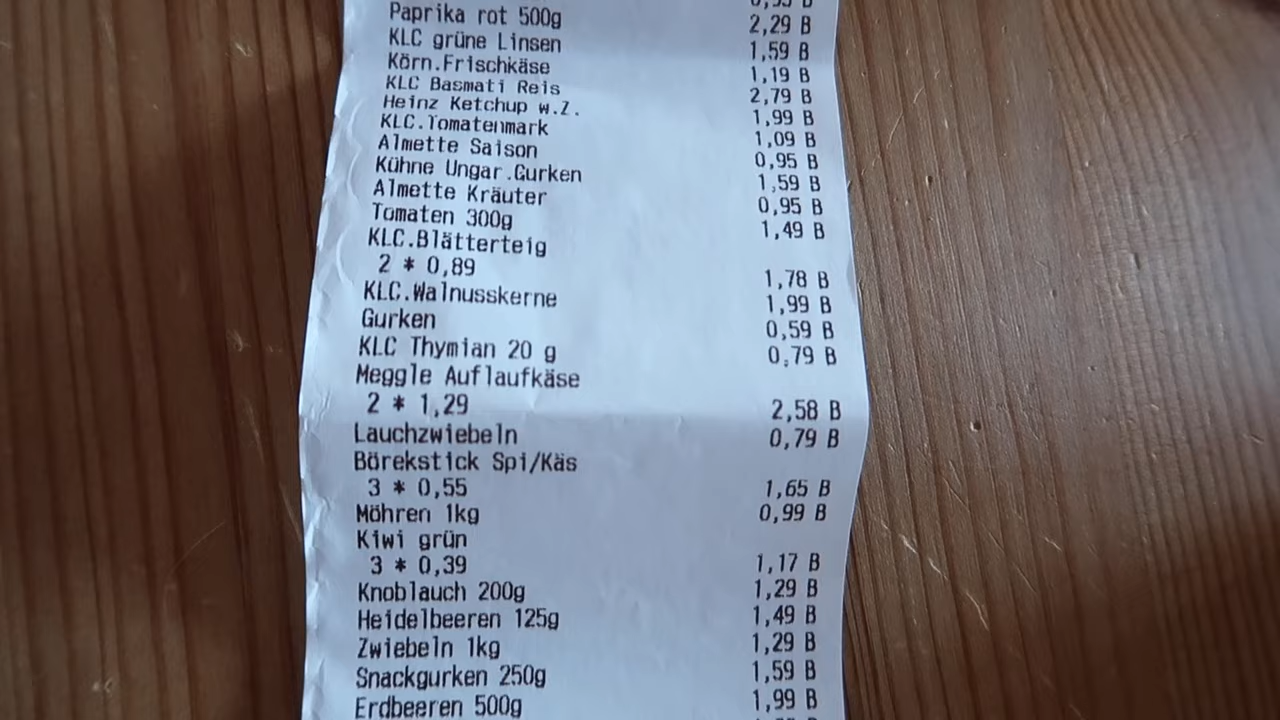 Paprika rot 500g 2,29 B
KLC grüne Linsen 1,59 B
Körn.Frischkäse 1,19 B
KLC Basmati Reis 2,79 B
Heinz Ketchup w.Z. 1,99 B
KLC.Tomatenmark 1,09 B
Almette Saison 0,95 B
Kühne Ungar.Gurken 1,59 B
Almette Kräuter 0,95 B
Tomaten 300g 1,49 B
KLC.Blätterteig
2 * 0,89 1,78 B
KLC.Walnusskerne 1,99 B
Gurken 0,59 B
KLC Thymian 20 g 0,79 B
Meggle Auflaufkäse
2 * 1,29 2,58 B
Lauchzwiebeln 0,79 B
Börekstick Spi/Käs
3 * 0,55 1,65 B
Möhren 1kg 0,99 B
Kiwi grün
3 * 0,39 1,17 B
Knoblauch 200g 1,29 B
Heidelbeeren 125g 1,49 B
Zwiebeln 1kg 1,29 B
Snackgurken 250g 1,59 B
Erdbeeren 500g 1,99 B